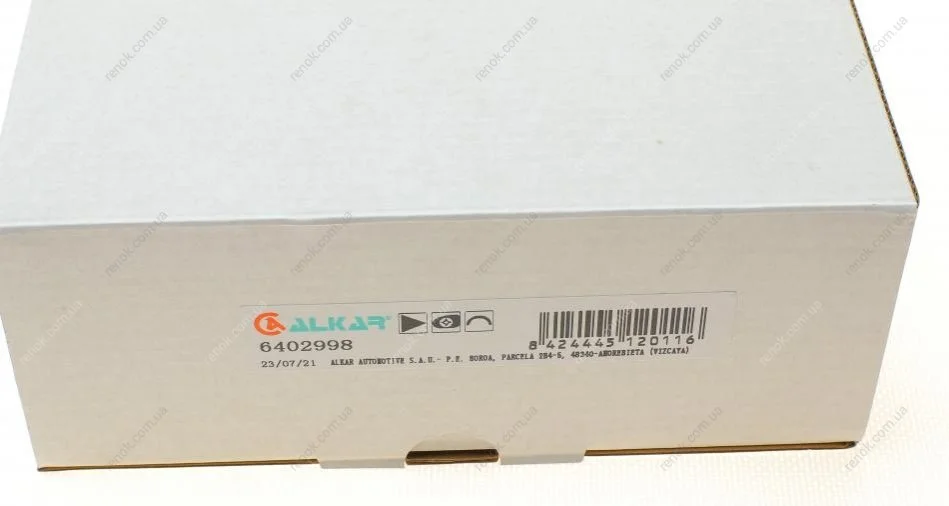 ALKAR®
6402998
8 424445 120116
23/07/21 ALKAR AUTOMOTIVE S.A.U.- P.E. BOROA, PARCELA 2B4-5, 48340-AMOREBIETA (VIZCAYA)
renok.com.ua